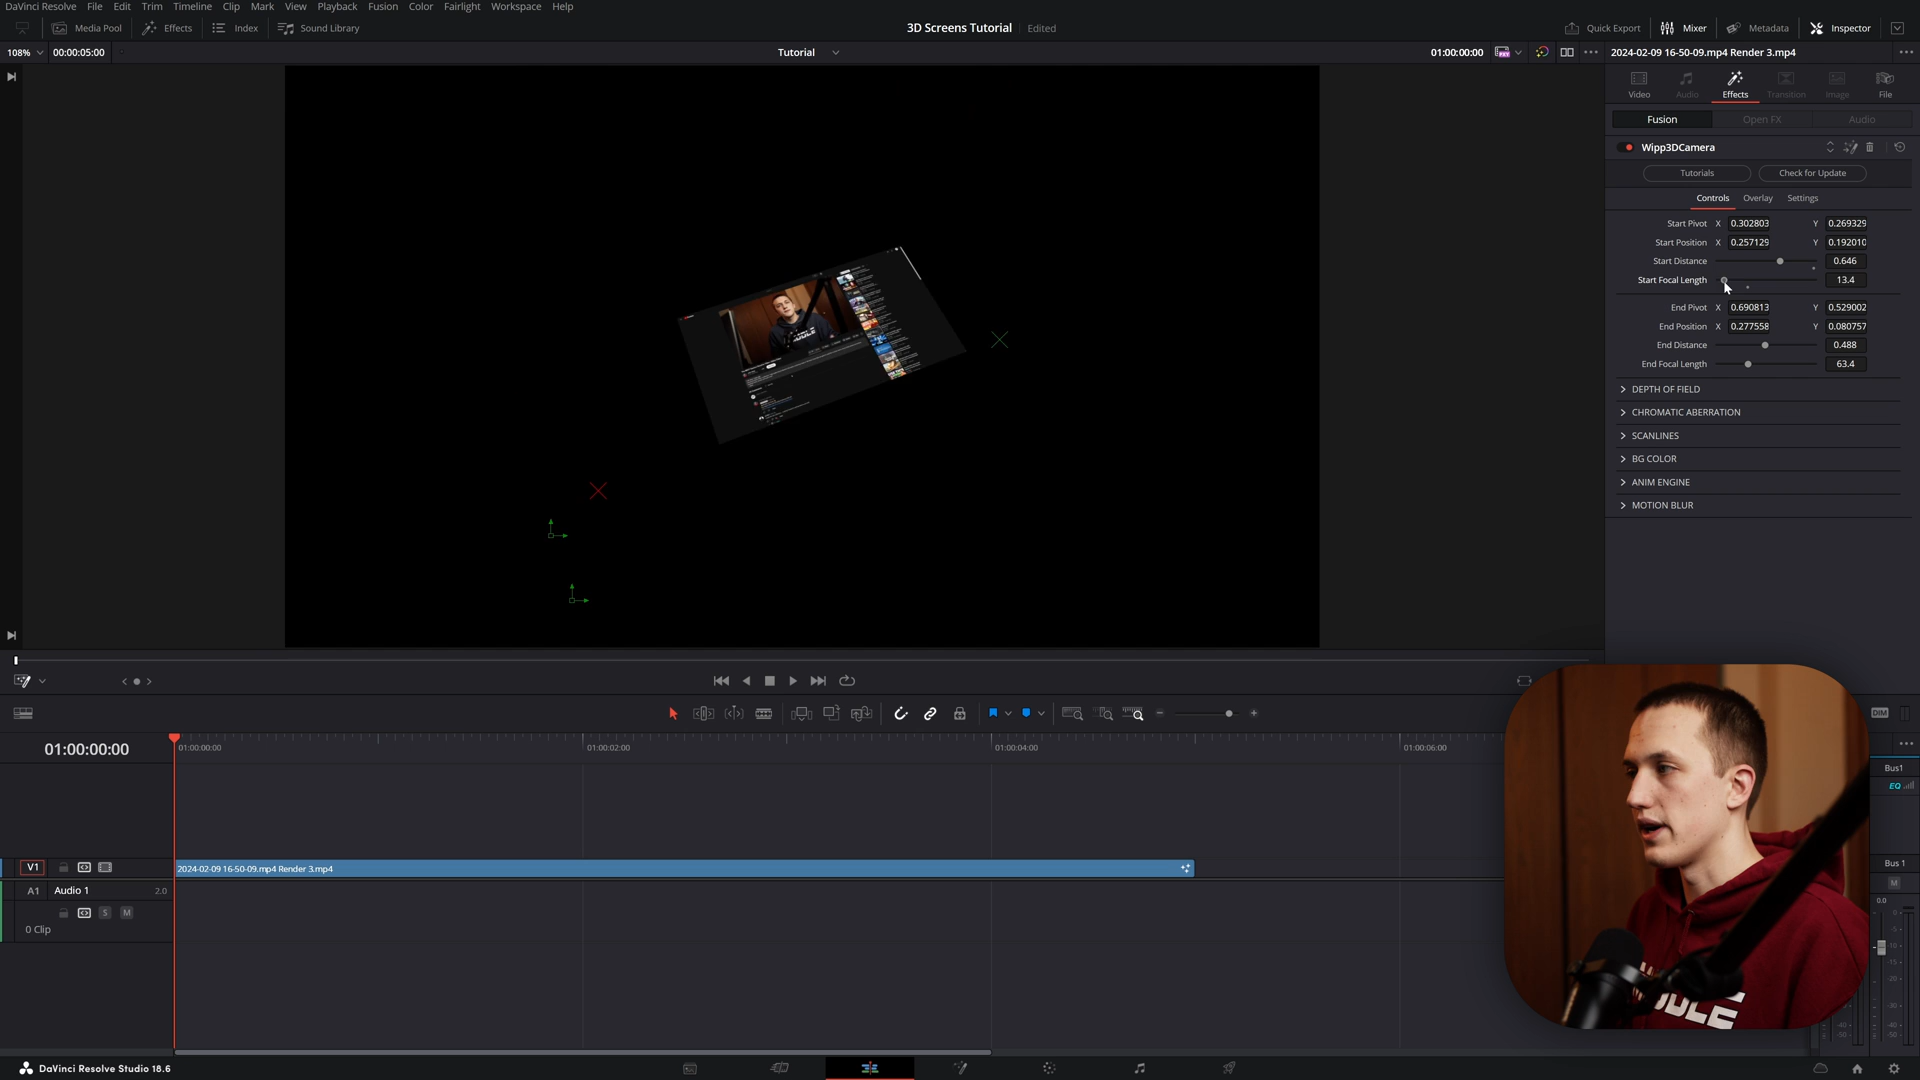 DaVinci Resolve File Edit Trim Timeline Clip Mark View Playback Fusion Color Fairlight Workspace Help
Media Pool Effects Index Sound Library 3D Screens Tutorial Edited Quick Export Mixer Metadata Inspector
108% 00:00:05:00 Tutorial 01:00:00:00 2024-02-09 16-50-09.mp4 Render 3.mp4
Video Audio Effects Transition Image File
Fusion Open FX Audio
Wipp3DCamera
Tutorials Check for Update
Controls Overlay Settings
Start Pivot X 0.302803 Y 0.269329
Start Position X 0.257129 Y 0.192010
Start Distance 0.646
Start Focal Length 13.4
End Pivot X 0.690813 Y 0.529002
End Position X 0.277558 Y 0.080757
End Distance 0.488
End Focal Length 63.4
DEPTH OF FIELD
CHROMATIC ABERRATION
SCANLINES
BG COLOR
ANIM ENGINE
MOTION BLUR
DIM
01:00:00:00 01:00:00:00 01:00:02:00 01:00:04:00 01:00:06:00
Bus1
EQ
V1 2024-02-09 16-50-09.mp4 Render 3.mp4
Bus 1
A1 Audio 1 2.0
M
S M
0.0
0 Clip
DaVinci Resolve Studio 18.6